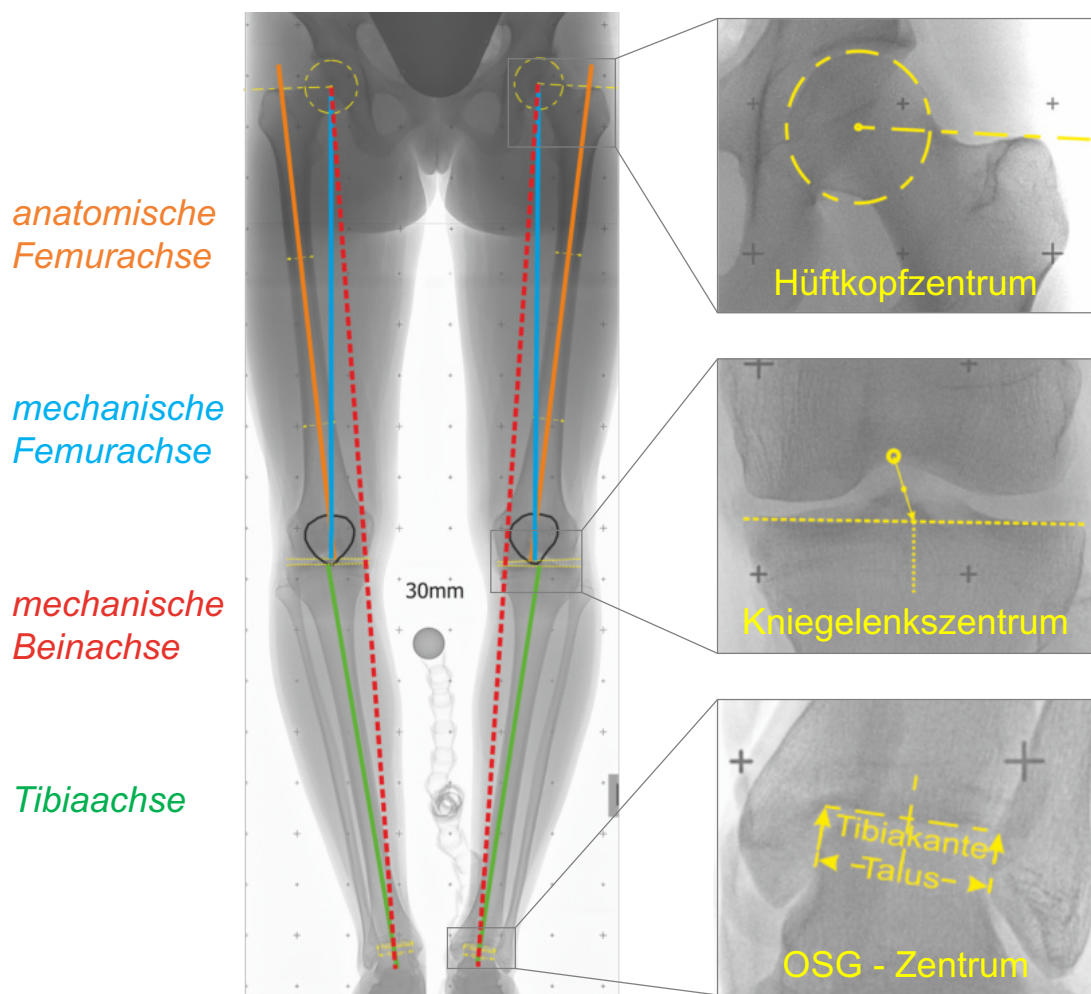 anatomische
Femurachse
mechanische
Femurachse
mechanische
Beinachse
Tibiaachse
30mm
Hüftkopfzentrum
Kniegelenkszentrum
Tibiakante
Talus
OSG - Zentrum